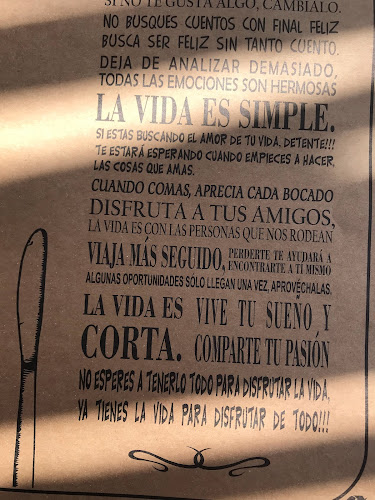 SI NO TE GUSTA ALGO, CÁMBIALO.
NO BUSQUES CUENTOS CON FINAL FELIZ
BUSCA SER FELIZ SIN TANTO CUENTO.
DEJA DE ANALIZAR DEMASIADO,
TODAS LAS EMOCIONES SON HERMOSAS
LA VIDA ES SIMPLE.
SI ESTAS BUSCANDO EL AMOR DE TU VIDA, DETENTE!!!
TE ESTARÁ ESPERANDO CUANDO EMPIECES A HACER
LAS COSAS QUE AMAS.
CUANDO COMAS, APRECIA CADA BOCADO
DISFRUTA A TUS AMIGOS,
LA VIDA ES CON LAS PERSONAS QUE NOS RODEAN
VIAJA MÁS SEGUIDO, PERDERTE TE AYUDARÁ A
ENCONTRARTE A TÍ MISMO
ALGUNAS OPORTUNIDADES SÓLO LLEGAN UNA VEZ, APROVÉCHALAS.
LA VIDA ES
CORTA.
VIVE TU SUEÑO Y
COMPARTE TU PASIÓN
NO ESPERES A TENERLO TODO PARA DISFRUTAR LA VIDA,
YA TIENES LA VIDA PARA DISFRUTAR DE TODO!!!